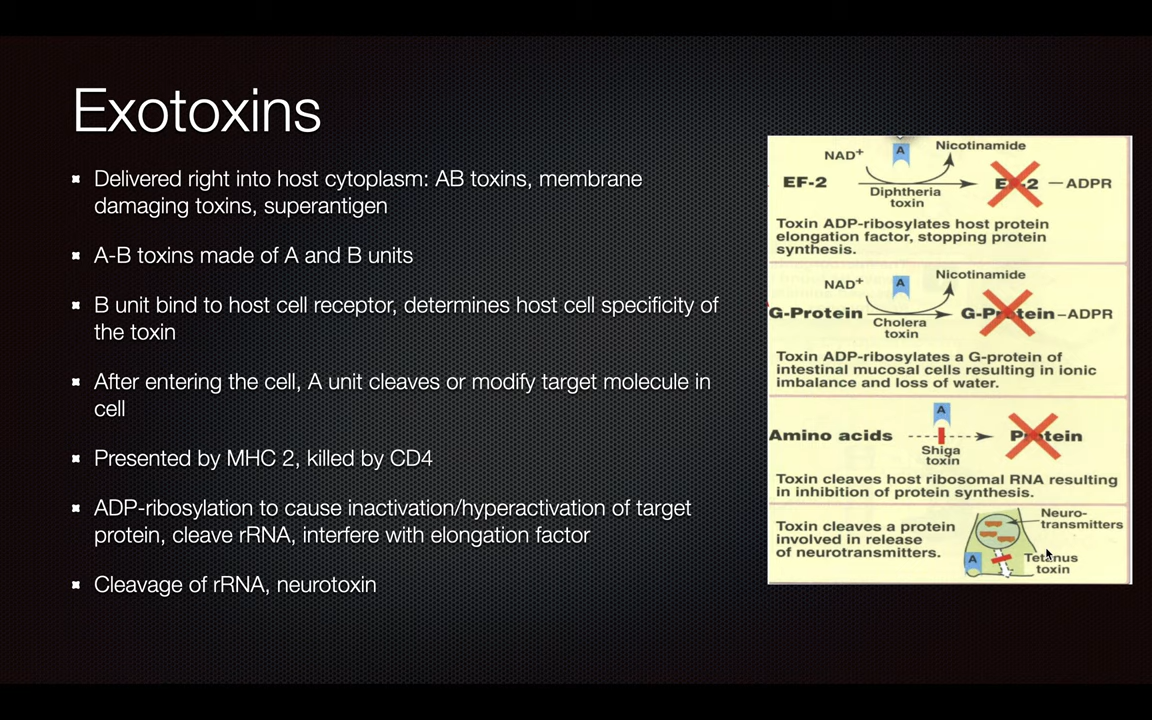 Exotoxins
Delivered right into host cytoplasm: AB toxins, membrane
damaging toxins, superantigen
A-B toxins made of A and B units
B unit bind to host cell receptor, determines host cell specificity of
the toxin
After entering the cell, A unit cleaves or modify target molecule in
cell
Presented by MHC 2, killed by CD4
ADP-ribosylation to cause inactivation/hyperactivation of target
protein, cleave rRNA, interfere with elongation factor
Cleavage of rRNA, neurotoxin
NAD+ A Nicotinamide
EF-2 Diphtheria toxin EF-2 — ADPR
Toxin ADP-ribosylates host protein
elongation factor, stopping protein
synthesis.
NAD+ A Nicotinamide
G-Protein Cholera toxin G-Protein – ADPR
Toxin ADP-ribosylates a G-protein of
intestinal mucosal cells resulting in ionic
imbalance and loss of water.
A
Amino acids Shiga toxin Protein
Toxin cleaves host ribosomal RNA resulting
in inhibition of protein synthesis.
Toxin cleaves a protein
involved in release
of neurotransmitters.
Neuro-
transmitters
A
Tetanus
toxin